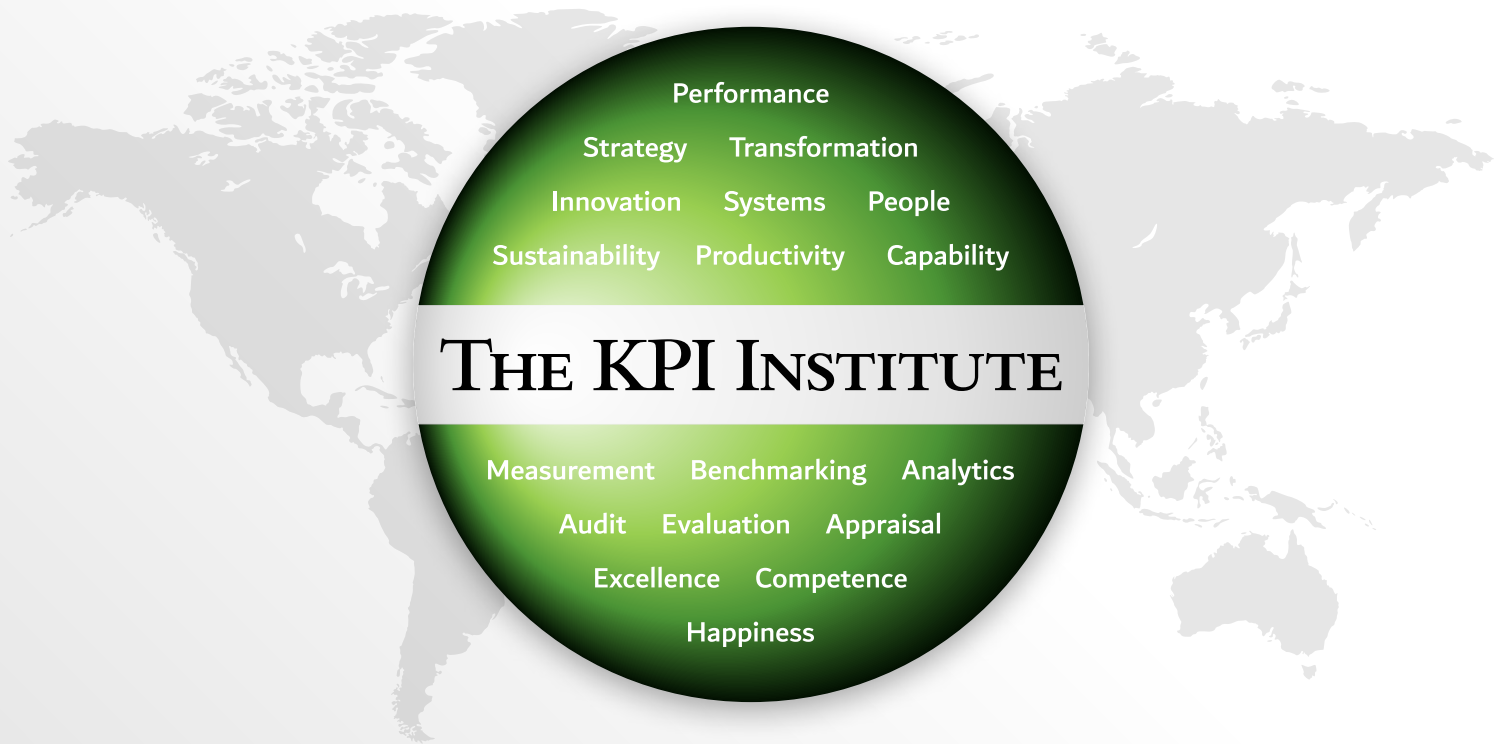 Performance
Strategy Transformation
Innovation Systems People
Sustainability Productivity Capability
The KPI Institute
Measurement Benchmarking Analytics
Audit Evaluation Appraisal
Excellence Competence
Happiness